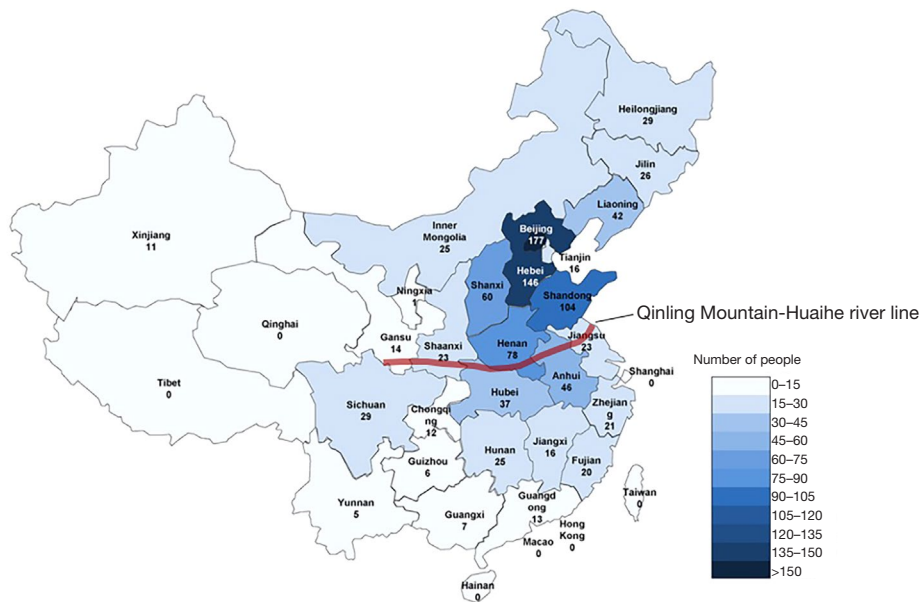 Heilongjiang
29
Jilin
26
Liaoning
42
Xinjiang
11
Inner
Mongolia
25
Beijing
177
Tianjin
16
Hebei
146
Ningxia
1
Shanxi
60
Shandong
104
Qinling Mountain-Huaihe river line
Qinghai
0
Gansu
14
Shaanxi
23
Henan
78
Jiangsu
23
Tibet
0
Sichuan
29
Chongqi
ng
12
Hubei
37
Anhui
46
Shanghai
0
Zhejian
g
21
Guizhou
6
Hunan
25
Jiangxi
16
Fujian
20
Yunnan
5
Guangxi
7
Guangd
ong
13
Taiwan
0
Macao
0
Hong
Kong
0
Hainan
0
Number of people
0–15
15–30
30–45
45–60
60–75
75–90
90–105
105–120
120–135
135–150
>150